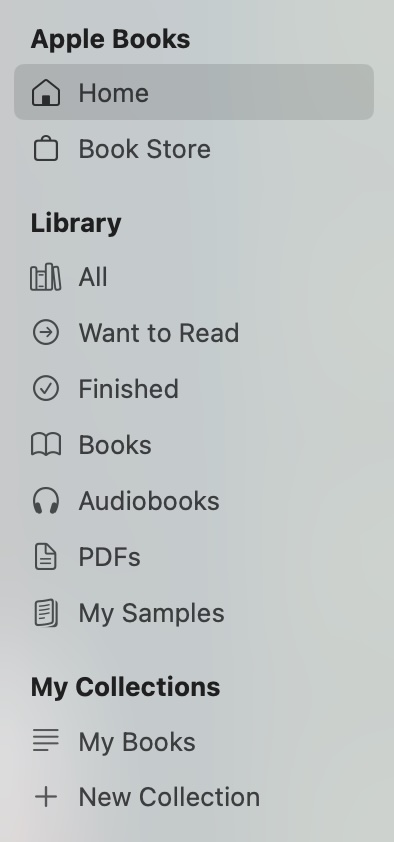 Apple Books
Home
Book Store
Library
All
Want to Read
Finished
Books
Audiobooks
PDFs
My Samples
My Collections
My Books
New Collection